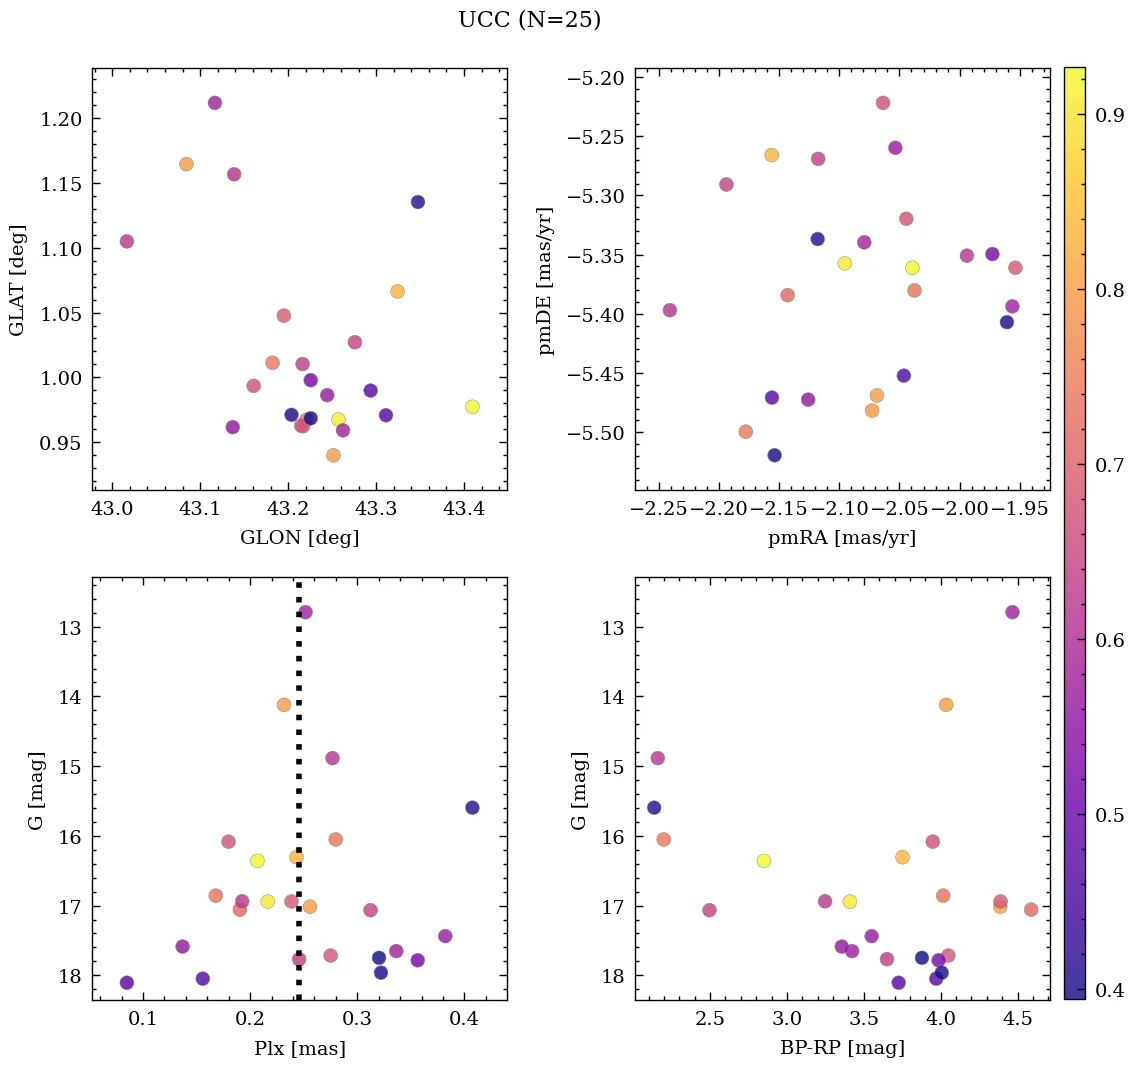 UCC (N=25)
1.20
1.15
1.10
1.05
1.00
0.95
GLAT [deg]
43.0 43.1 43.2 43.3 43.4
GLON [deg]
−5.20
−5.25
−5.30
−5.35
−5.40
−5.45
−5.50
pmDE [mas/yr]
−2.25 −2.20 −2.15 −2.10 −2.05 −2.00 −1.95
pmRA [mas/yr]
13
14
15
16
17
18
G [mag]
0.1 0.2 0.3 0.4
Plx [mas]
13
14
15
16
17
18
G [mag]
2.5 3.0 3.5 4.0 4.5
BP-RP [mag]
0.9
0.8
0.7
0.6
0.5
0.4